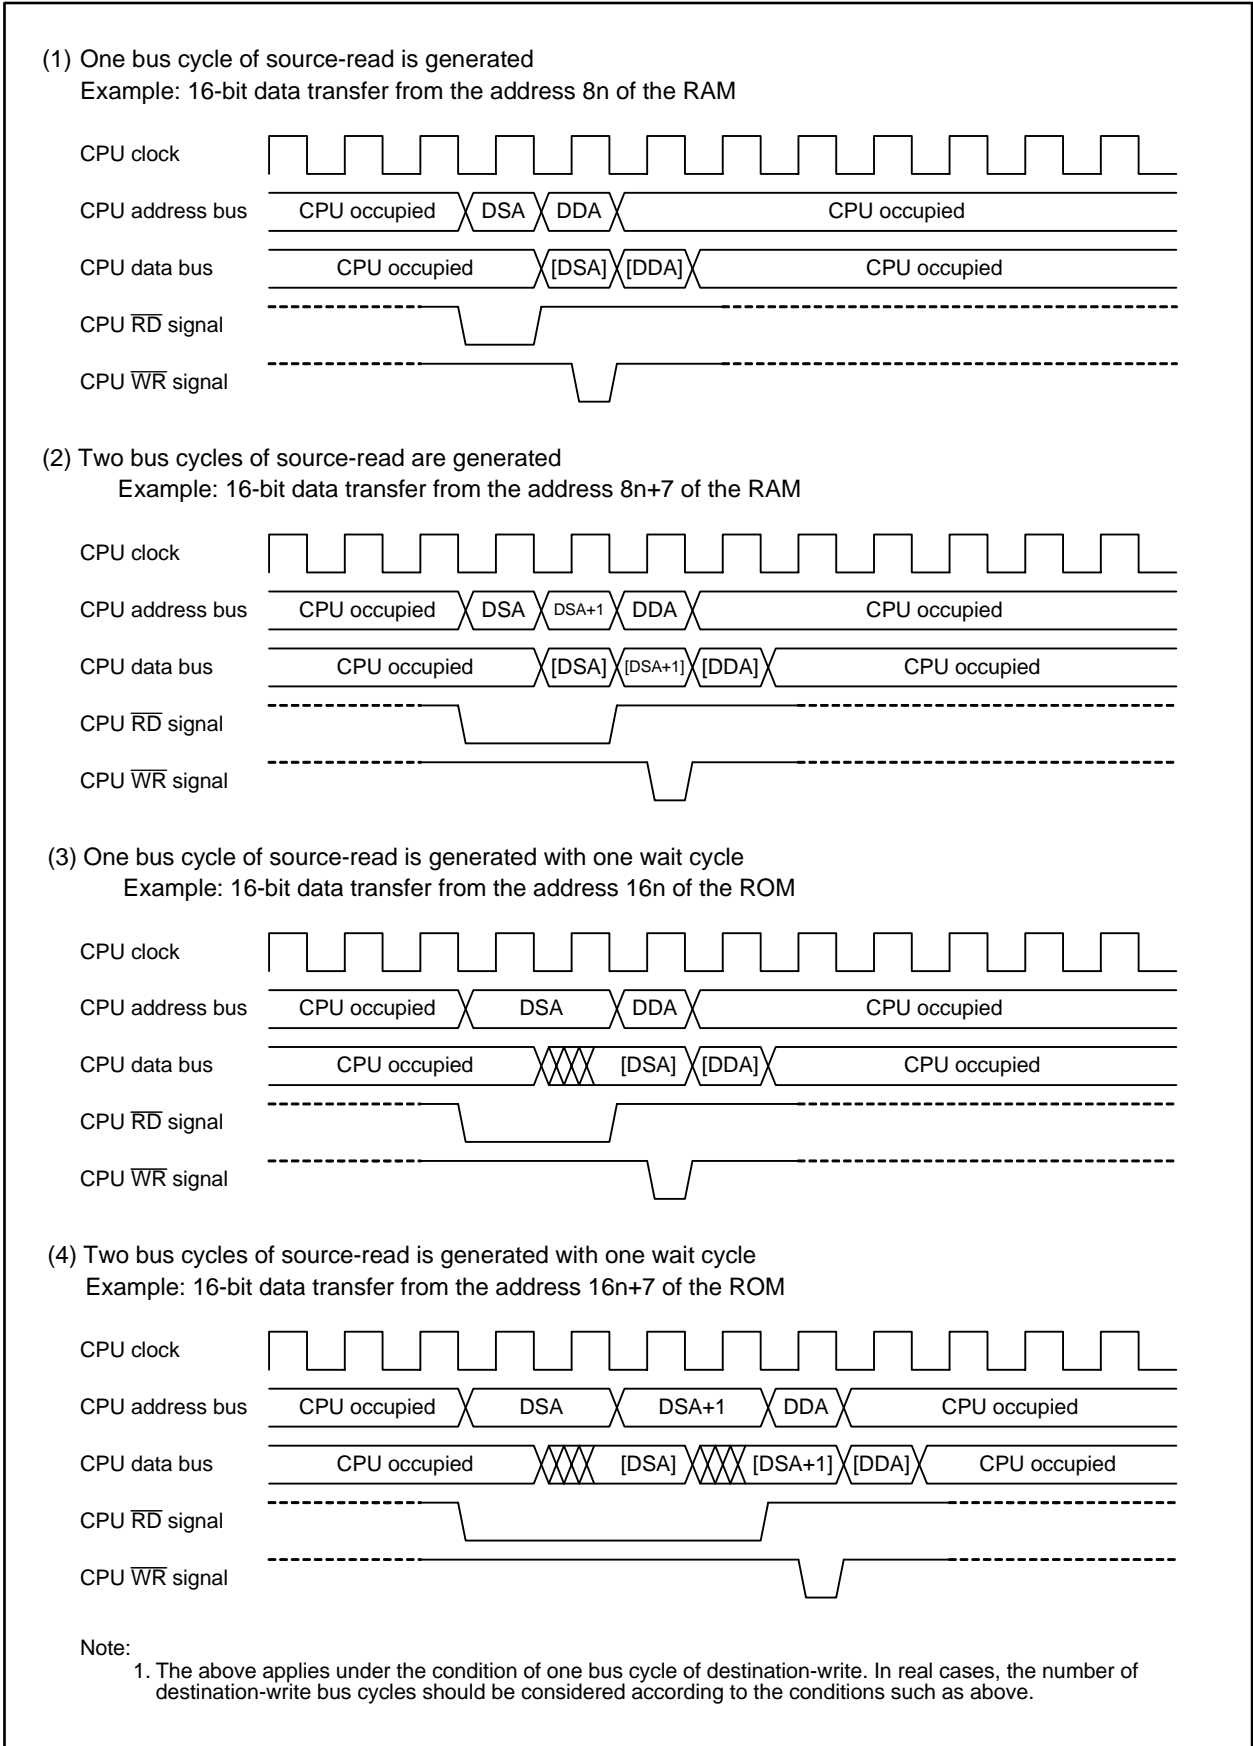 (1) One bus cycle of source-read is generated
Example: 16-bit data transfer from the address 8n of the RAM
CPU clock
CPU address bus CPU occupied DSA DDA CPU occupied
CPU data bus CPU occupied [DSA] [DDA] CPU occupied
CPU RD signal
CPU WR signal
(2) Two bus cycles of source-read are generated
Example: 16-bit data transfer from the address 8n+7 of the RAM
CPU clock
CPU address bus CPU occupied DSA DSA+1 DDA CPU occupied
CPU data bus CPU occupied [DSA] [DSA+1] [DDA] CPU occupied
CPU RD signal
CPU WR signal
(3) One bus cycle of source-read is generated with one wait cycle
Example: 16-bit data transfer from the address 16n of the ROM
CPU clock
CPU address bus CPU occupied DSA DDA CPU occupied
CPU data bus CPU occupied [DSA] [DDA] CPU occupied
CPU RD signal
CPU WR signal
(4) Two bus cycles of source-read is generated with one wait cycle
Example: 16-bit data transfer from the address 16n+7 of the ROM
CPU clock
CPU address bus CPU occupied DSA DSA+1 DDA CPU occupied
CPU data bus CPU occupied [DSA] [DSA+1] [DDA] CPU occupied
CPU RD signal
CPU WR signal
Note:
1. The above applies under the condition of one bus cycle of destination-write. In real cases, the number of
destination-write bus cycles should be considered according to the conditions such as above.